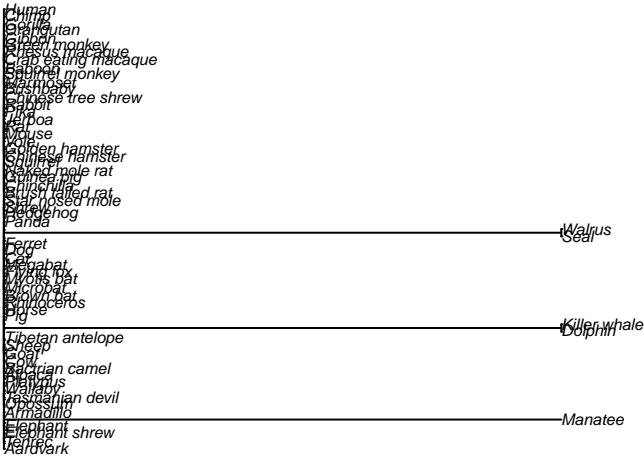 Human
Chimp
Gorilla
Orangutan
Gibbon
Green monkey
Rhesus macaque
Crab eating macaque
Baboon
Squirrel monkey
Marmoset
Bushbaby
Chinese tree shrew
Rabbit
Pika
Jerboa
Rat
Mouse
Vole
Golden hamster
Chinese hamster
Squirrel
Naked mole rat
Guinea pig
Chinchilla
Brush tailed rat
Star nosed mole
Shrew
Hedgehog
Panda
Walrus
Seal
Ferret
Dog
Cat
Megabat
Flying fox
Myotis bat
Microbat
Brown bat
Rhinoceros
Horse
Pig
Killer whale
Dolphin
Tibetan antelope
Sheep
Goat
Cow
Bactrian camel
Alpaca
Platypus
Wallaby
Tasmanian devil
Opossum
Armadillo
Manatee
Elephant
Elephant shrew
Tenrec
Aardvark